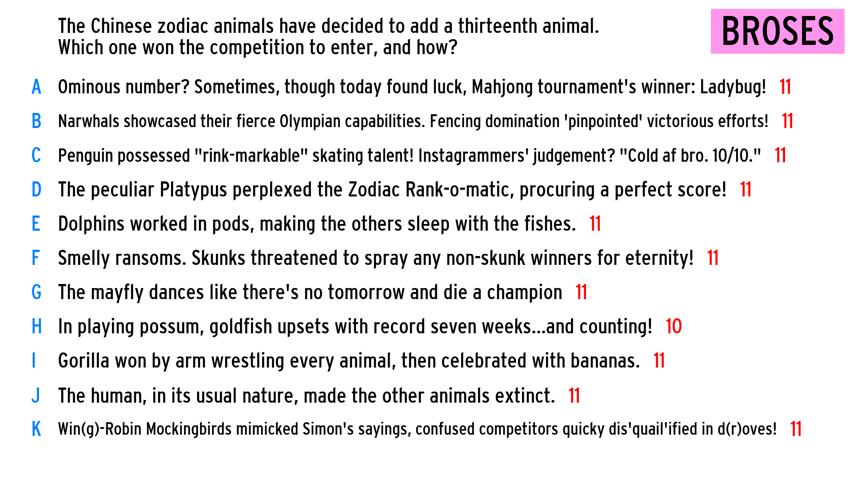 The Chinese zodiac animals have decided to add a thirteenth animal.
Which one won the competition to enter, and how?
BROSES
A Ominous number? Sometimes, though today found luck, Mahjong tournament's winner: Ladybug! 11
B Narwhals showcased their fierce Olympian capabilities. Fencing domination 'pinpointed' victorious efforts! 11
C Penguin possessed "rink-markable" skating talent! Instagrammers' judgement? "Cold af bro. 10/10." 11
D The peculiar Platypus perplexed the Zodiac Rank-o-matic, procuring a perfect score! 11
E Dolphins worked in pods, making the others sleep with the fishes. 11
F Smelly ransoms. Skunks threatened to spray any non-skunk winners for eternity! 11
G The mayfly dances like there's no tomorrow and die a champion 11
H In playing possum, goldfish upsets with record seven weeks...and counting! 10
I Gorilla won by arm wrestling every animal, then celebrated with bananas. 11
J The human, in its usual nature, made the other animals extinct. 11
K Win(g)-Robin Mockingbirds mimicked Simon's sayings, confused competitors quicky dis'quail'ified in d(r)oves! 11